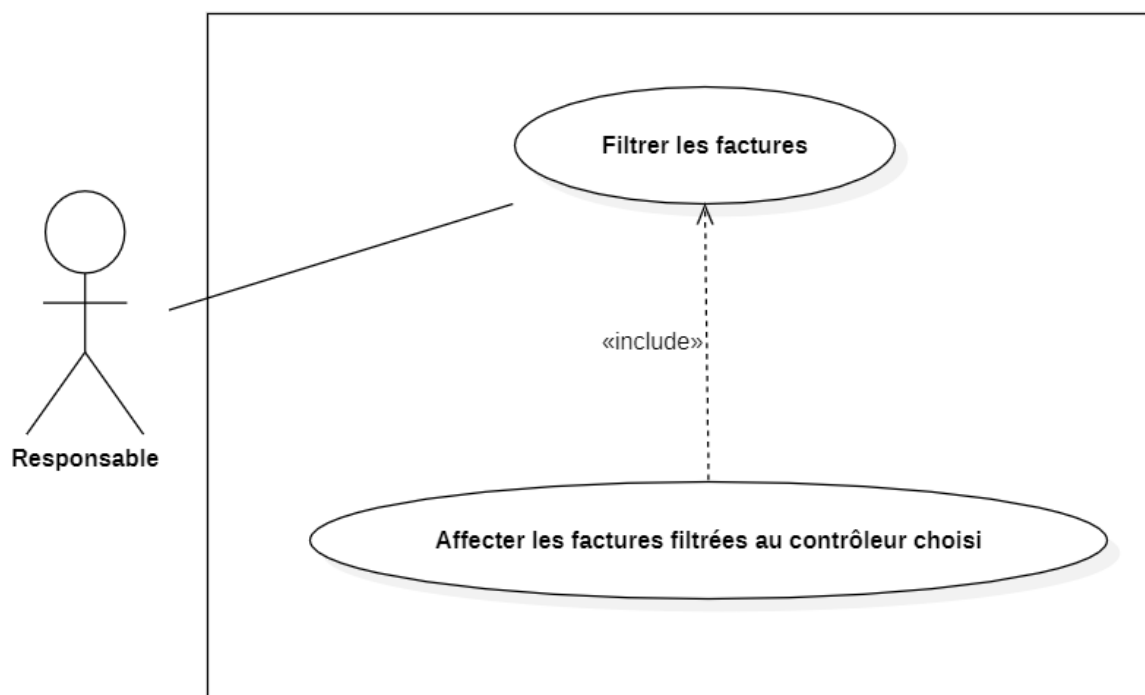 Filtrer les factures
«include»
Responsable
Affecter les factures filtrées au contrôleur choisi